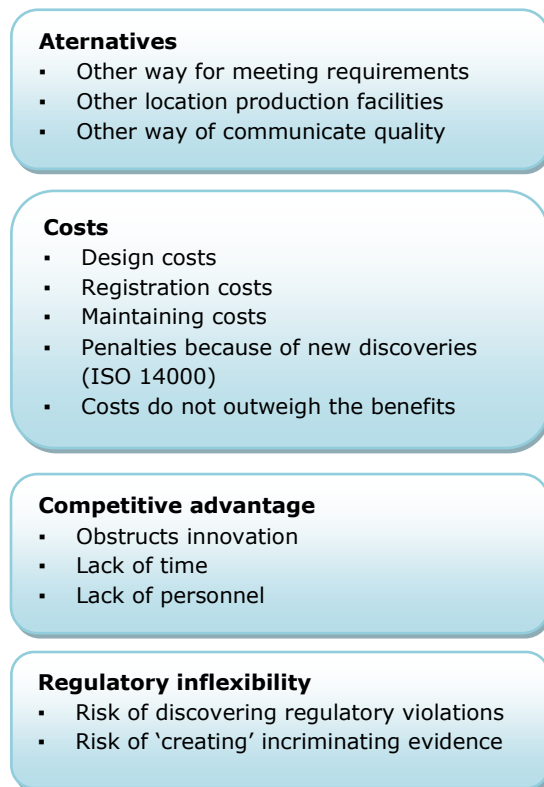 Aternatives
▪ Other way for meeting requirements
▪ Other location production facilities
▪ Other way of communicate quality
Costs
▪ Design costs
▪ Registration costs
▪ Maintaining costs
▪ Penalties because of new discoveries
(ISO 14000)
▪ Costs do not outweigh the benefits
Competitive advantage
▪ Obstructs innovation
▪ Lack of time
▪ Lack of personnel
Regulatory inflexibility
▪ Risk of discovering regulatory violations
▪ Risk of ‘creating’ incriminating evidence